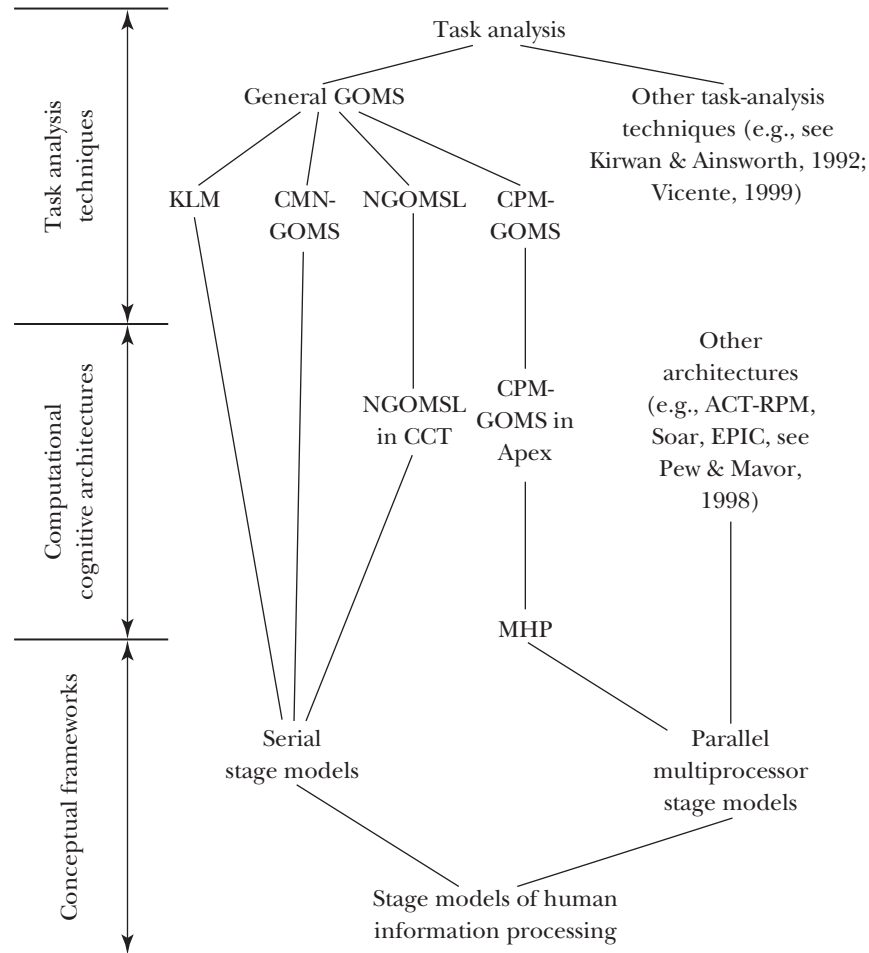 Task analysis
General GOMS
Other task-analysis
techniques (e.g., see
Kirwan & Ainsworth, 1992;
Vicente, 1999)
KLM
CMN-
GOMS
NGOMSL
CPM-
GOMS
Task analysis
techniques
NGOMSL
in CCT
CPM-
GOMS in
Apex
Other
architectures
(e.g., ACT-RPM,
Soar, EPIC, see
Pew & Mavor,
1998)
Computational
cognitive architectures
MHP
Serial
stage models
Parallel
multiprocessor
stage models
Conceptual frameworks
Stage models of human
information processing